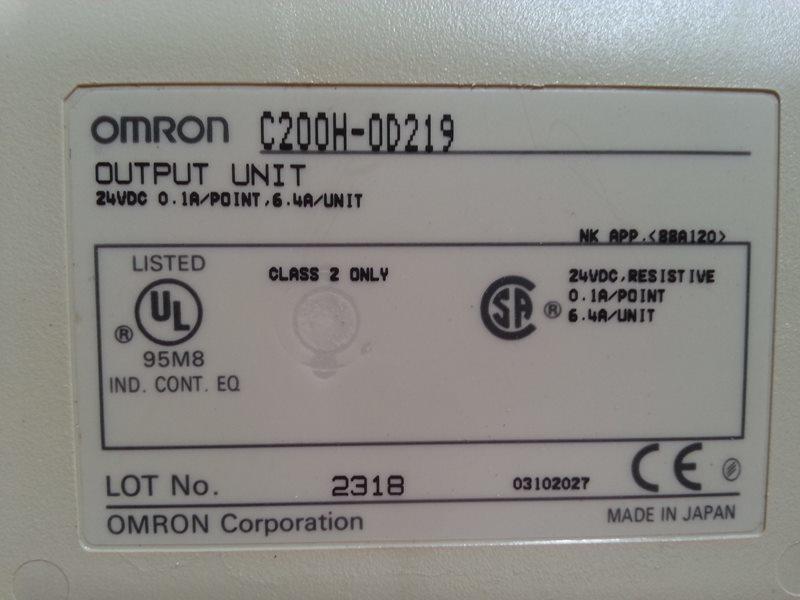 OMRON C200H-OD219
OUTPUT UNIT
24VDC 0.1A/POINT,6.4A/UNIT
NK APP.<88A120>
LISTED
UL
®
95M8
IND. CONT. EQ
CLASS 2 ONLY
SA ®
24VDC,RESISTIVE
0.1A/POINT
6.4A/UNIT
LOT No. 2318 03102027 CE
OMRON Corporation MADE IN JAPAN